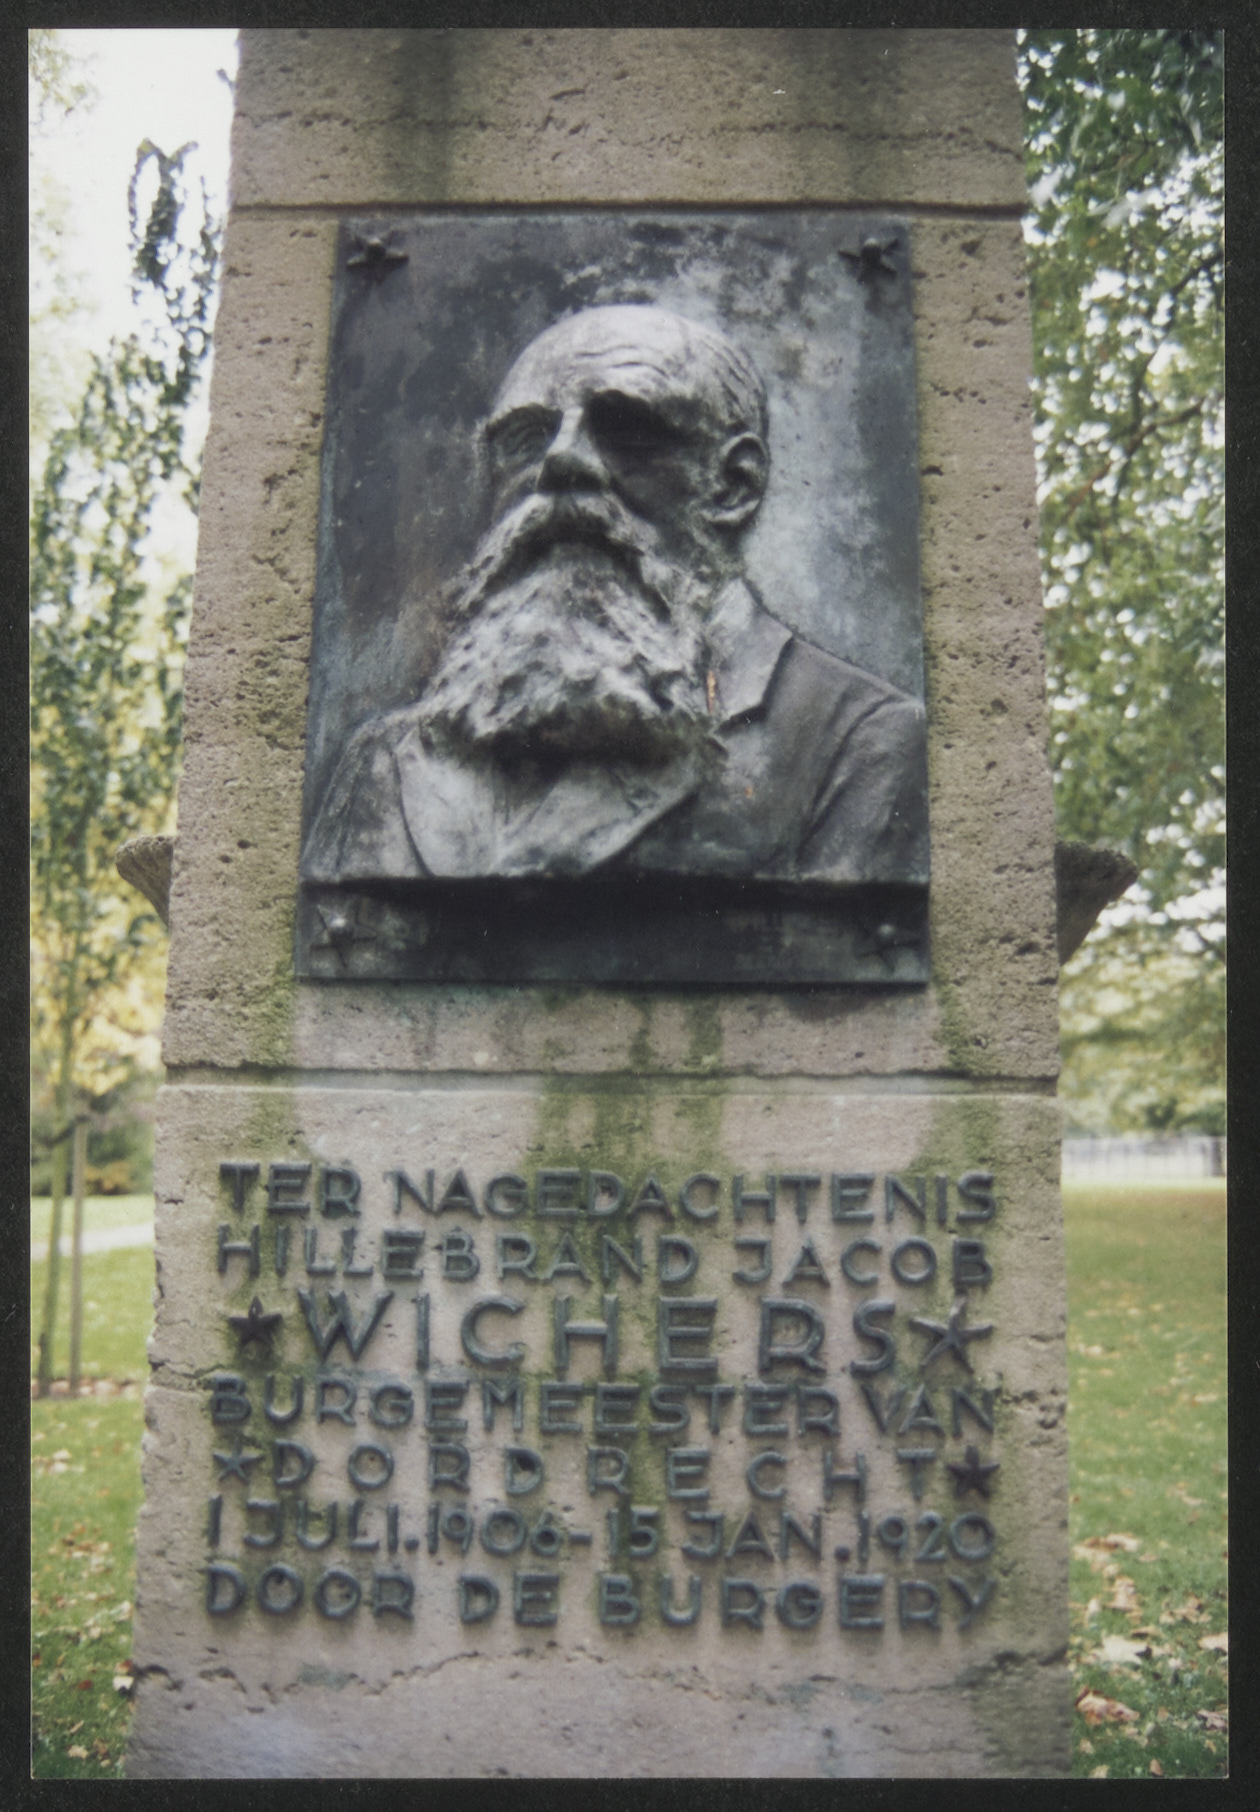 TER NAGEDACHTENIS
HILLEBRAND JACOB
WICHERS
BURGEMEESTER VAN
DORDRECHT
1 JULI.1906-15 JAN.1920
DOOR DE BURGERY